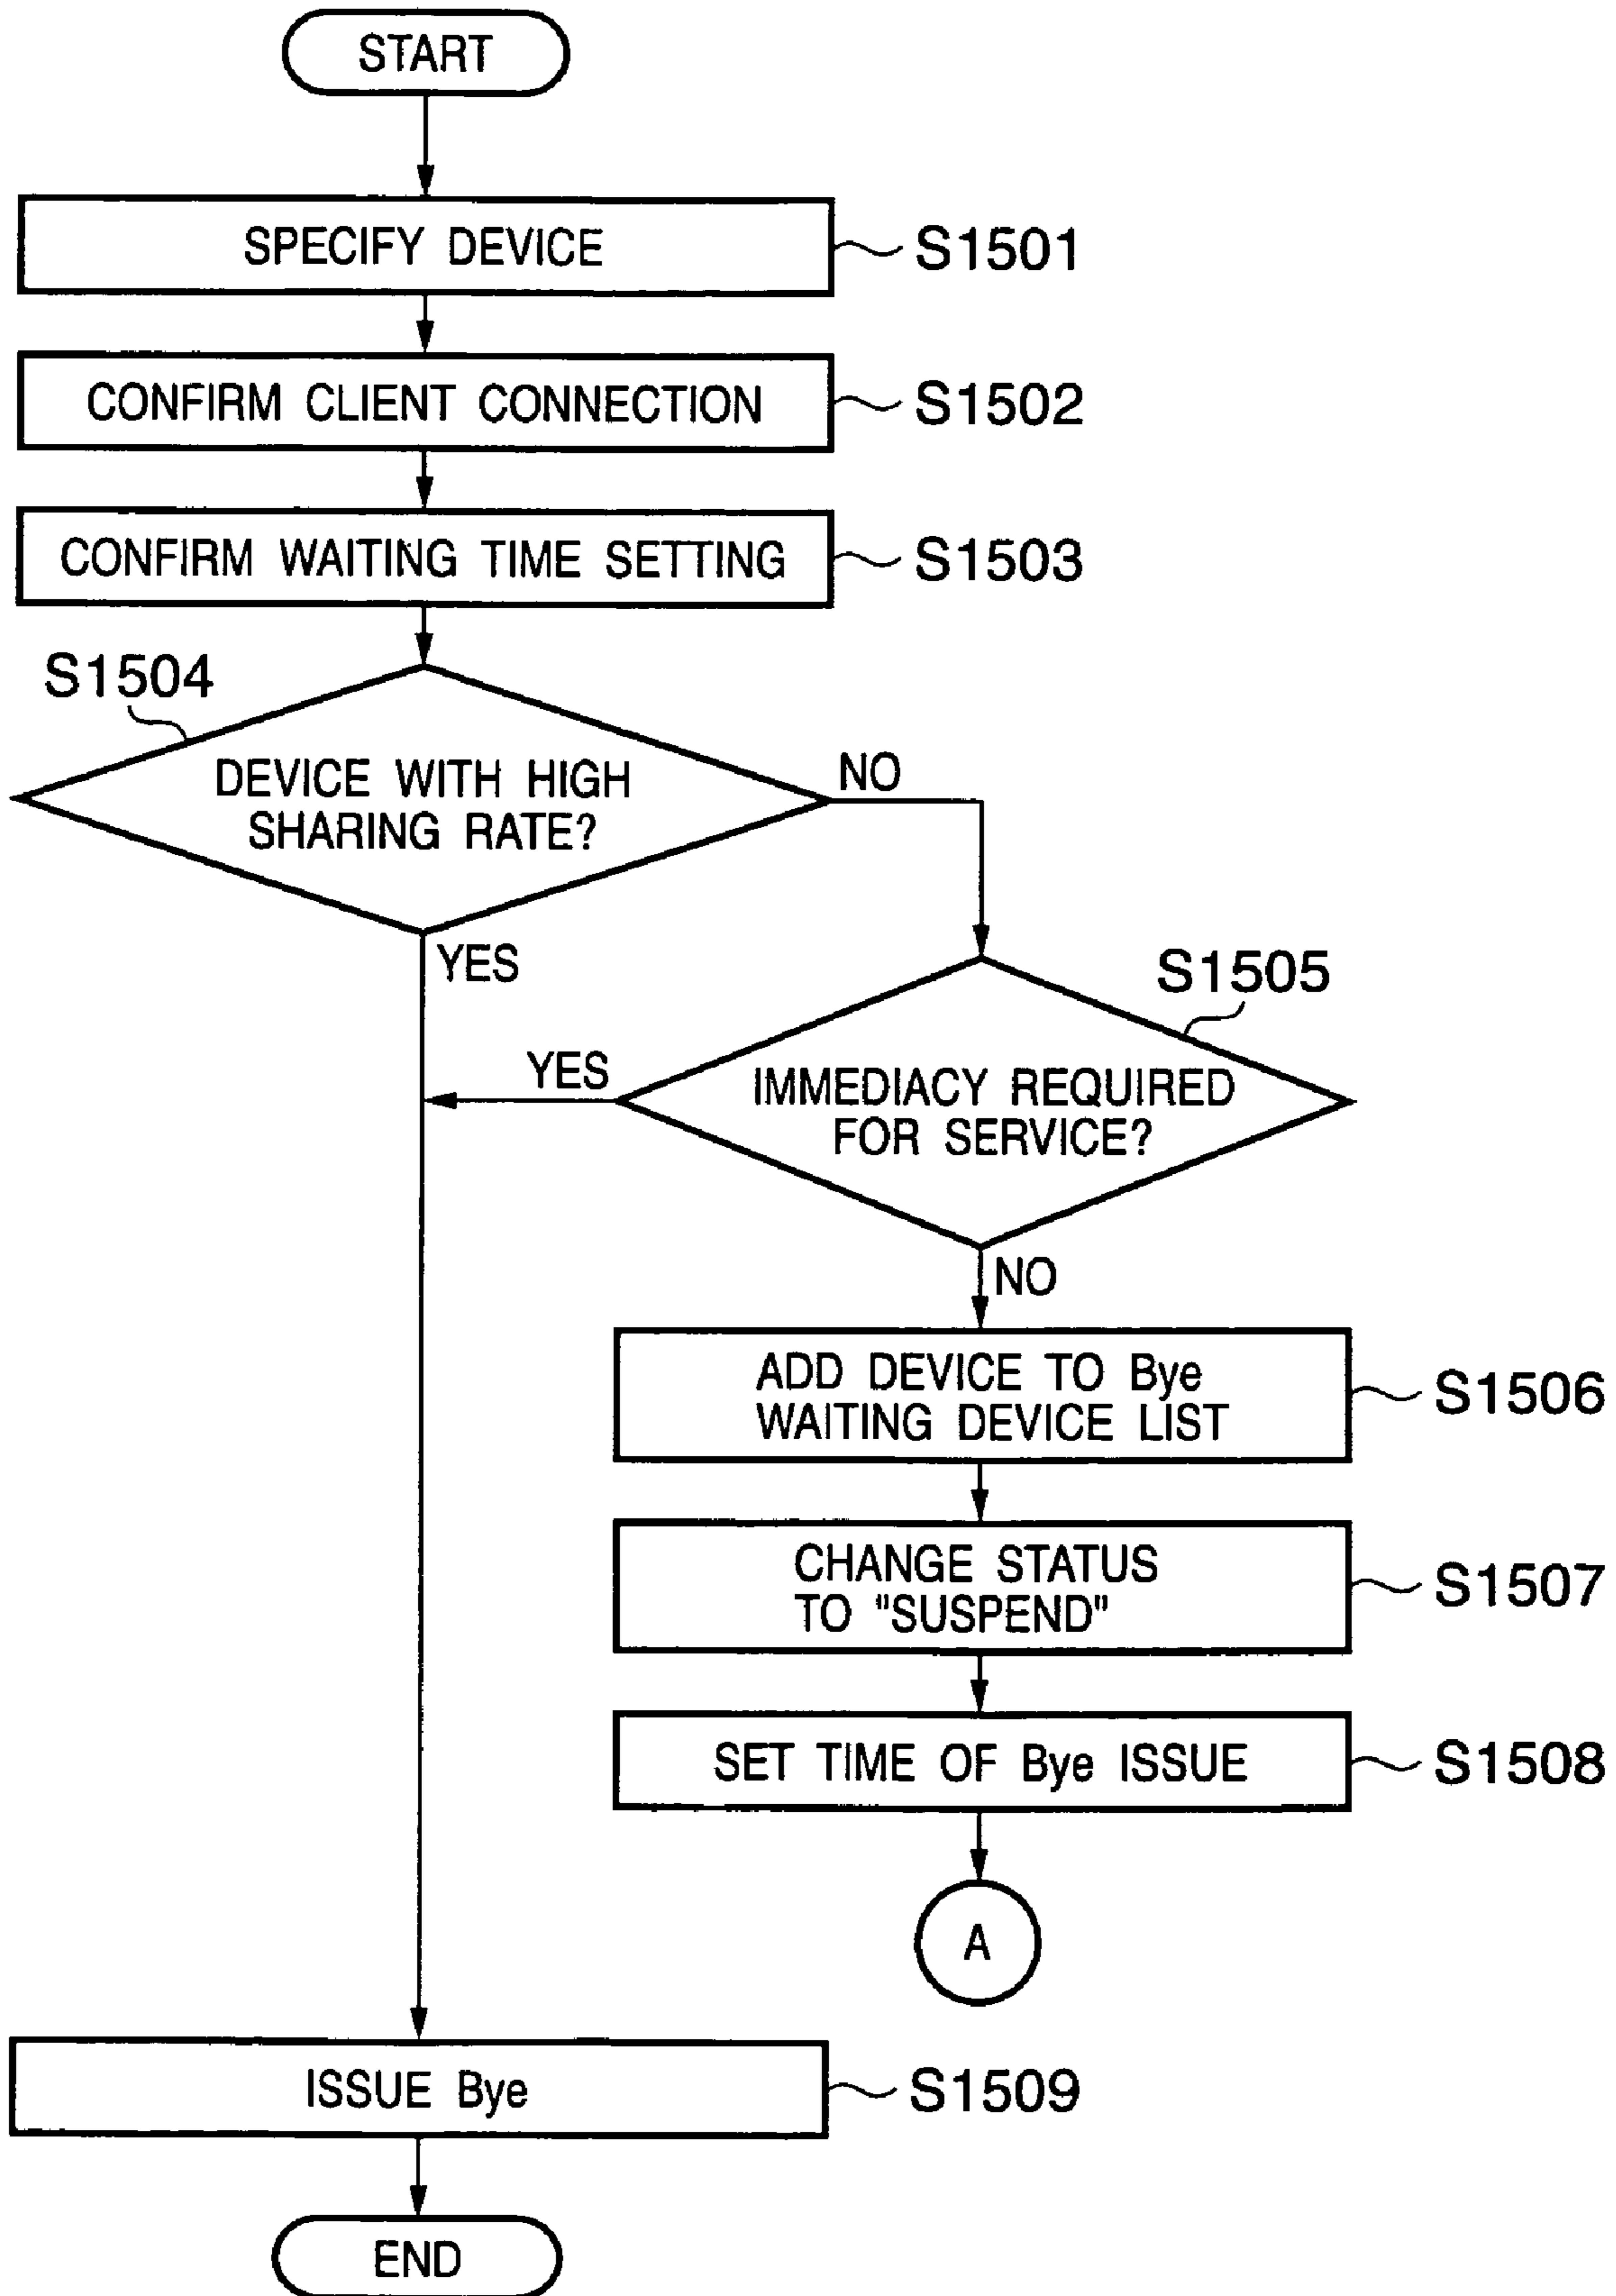 START
SPECIFY DEVICE
S1501
CONFIRM CLIENT CONNECTION
S1502
CONFIRM WAITING TIME SETTING
S1503
S1504
DEVICE WITH HIGH
SHARING RATE?
NO
YES
S1505
YES
IMMEDIACY REQUIRED
FOR SERVICE?
NO
ADD DEVICE TO Bye
WAITING DEVICE LIST
S1506
CHANGE STATUS
TO "SUSPEND"
S1507
SET TIME OF Bye ISSUE
S1508
A
ISSUE Bye
S1509
END